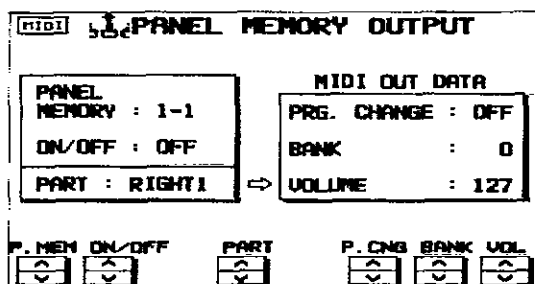 MIDI PANEL MEMORY OUTPUT
PANEL
MEMORY : 1-1
ON/OFF : OFF
PART : RIGHT1
MIDI OUT DATA
PRG. CHANGE : OFF
BANK : 0
VOLUME : 127
P.MEM ON/OFF PART P.CNG BANK VOL